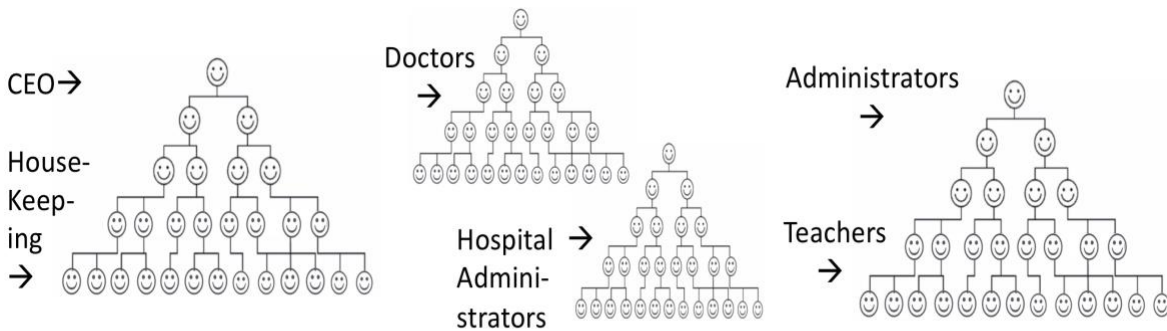 CEO→
House-
Keep-
ing
→
Doctors
→
Hospital →
Admini-
strators
Administrators
→
Teachers
→